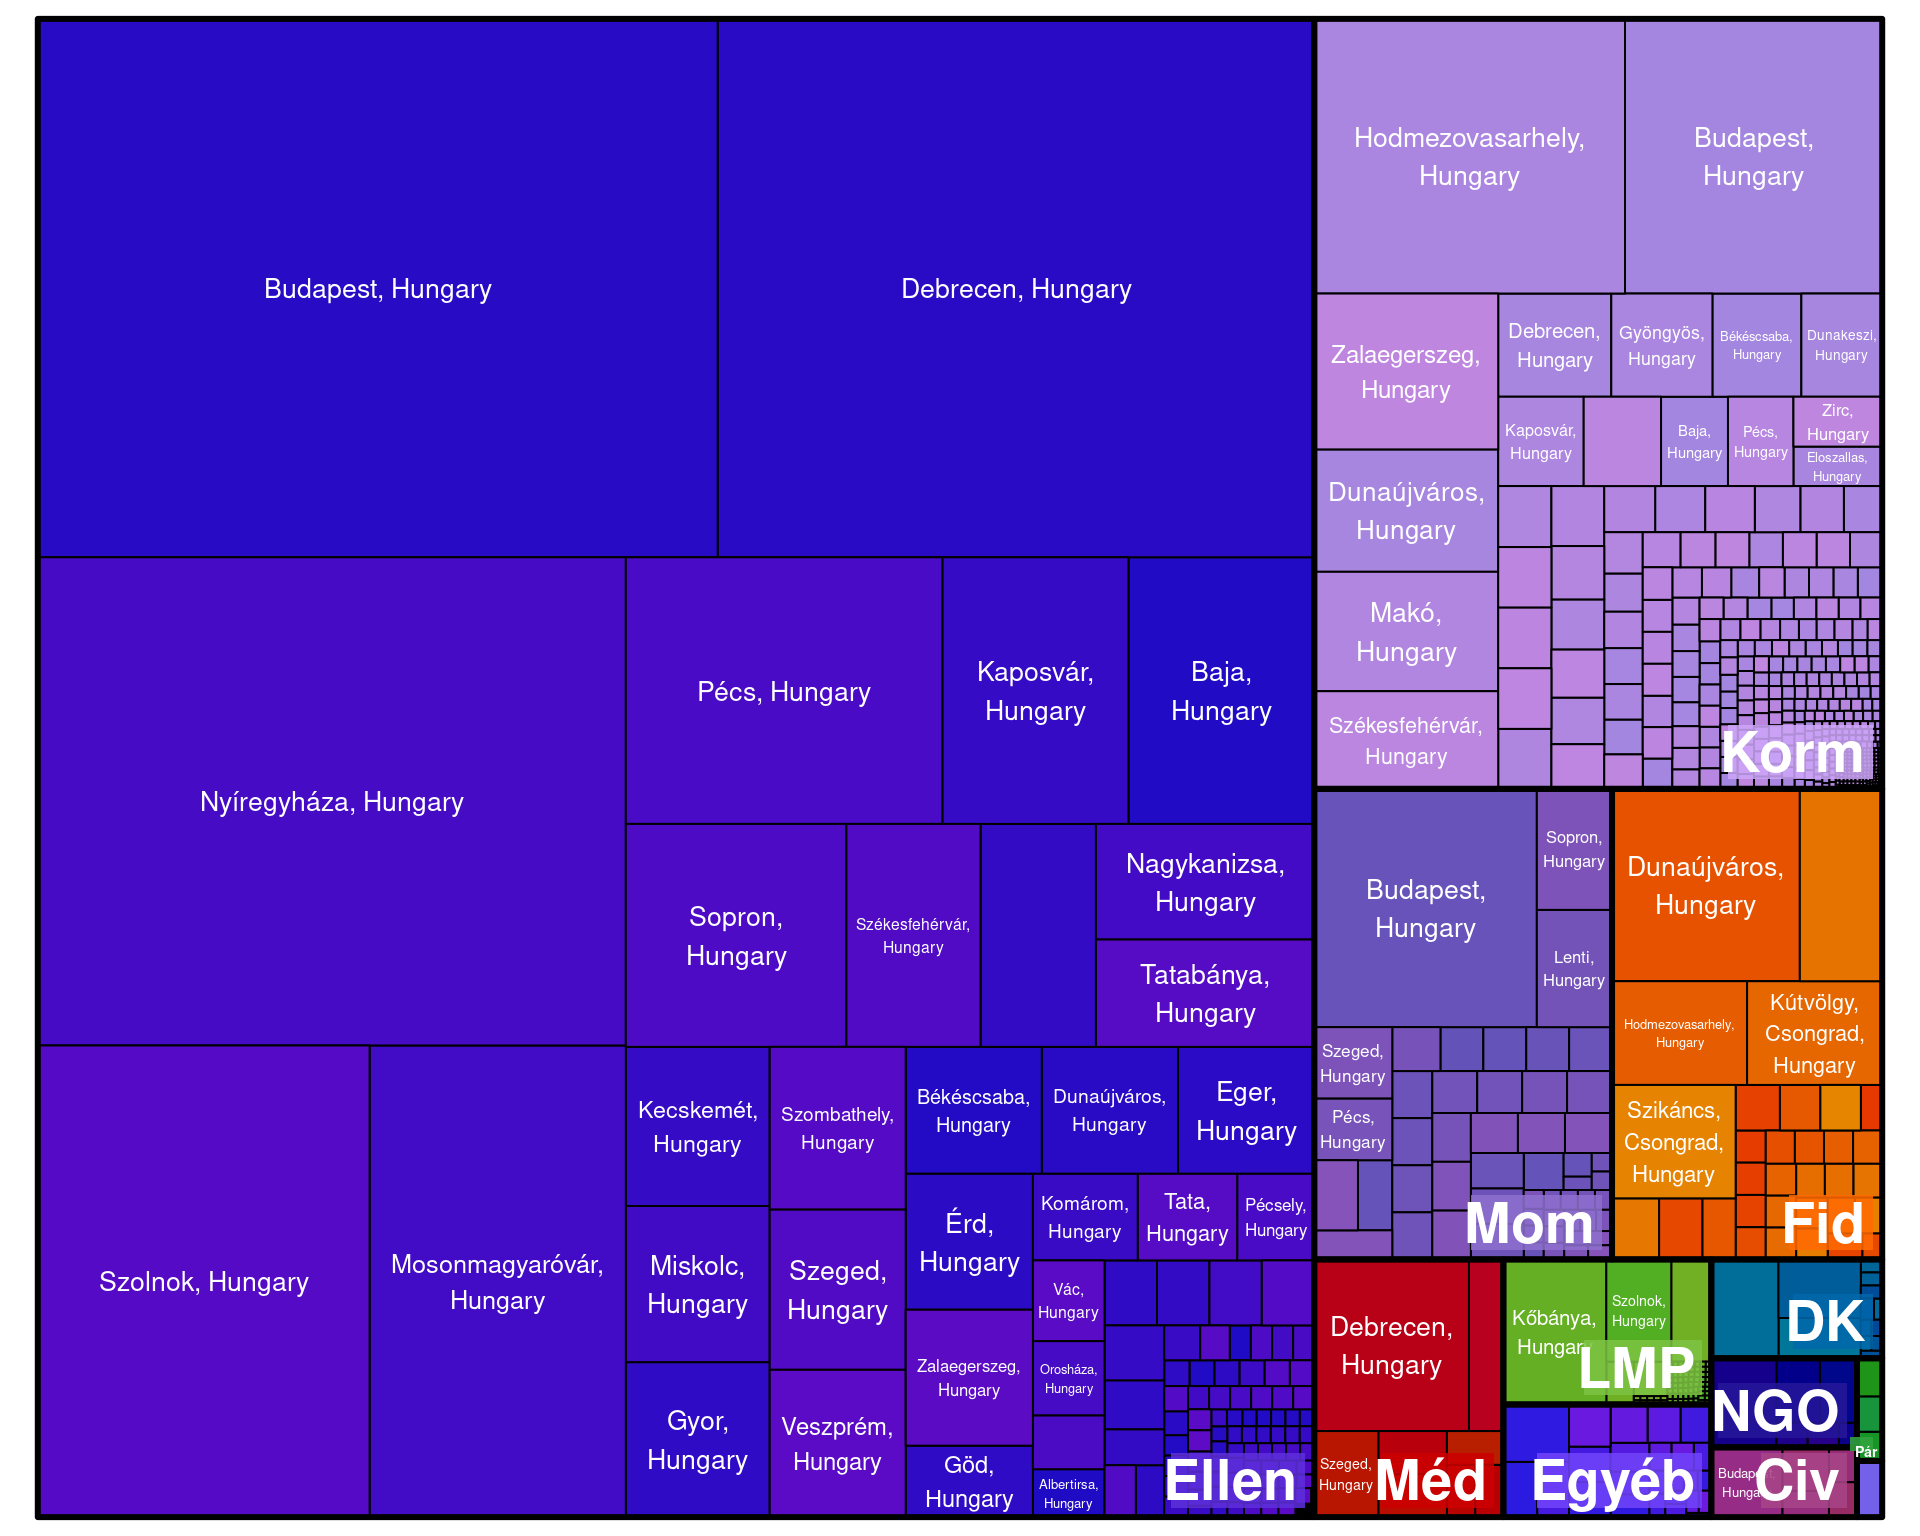 Budapest, Hungary
Debrecen, Hungary
Nyíregyháza, Hungary
Pécs, Hungary
Kaposvár,
Hungary
Baja,
Hungary
Sopron,
Hungary
Székesfehérvár,
Hungary
Nagykanizsa,
Hungary
Tatabánya,
Hungary
Szolnok, Hungary
Mosonmagyaróvár,
Hungary
Kecskemét,
Hungary
Szombathely,
Hungary
Békéscsaba,
Hungary
Dunaújváros,
Hungary
Eger,
Hungary
Miskolc,
Hungary
Szeged,
Hungary
Érd,
Hungary
Komárom,
Hungary
Tata,
Hungary
Pécsely,
Hungary
Vác,
Hungary
Zalaegerszeg,
Hungary
Orosháza,
Hungary
Gyor,
Hungary
Veszprém,
Hungary
Göd,
Hungary
Albertirsa,
Hungary
Ellen
Hodmezovasarhely,
Hungary
Budapest,
Hungary
Zalaegerszeg,
Hungary
Debrecen,
Hungary
Gyöngyös,
Hungary
Békéscsaba,
Hungary
Dunakeszi,
Hungary
Kaposvár,
Hungary
Baja,
Hungary
Pécs,
Hungary
Zirc,
Hungary
Eloszallas,
Hungary
Dunaújváros,
Hungary
Makó,
Hungary
Székesfehérvár,
Hungary
Korm
Budapest,
Hungary
Sopron,
Hungary
Lenti,
Hungary
Szeged,
Hungary
Pécs,
Hungary
Mom
Dunaújváros,
Hungary
Hodmezovasarhely,
Hungary
Kútvölgy,
Csongrad,
Hungary
Szikáncs,
Csongrad,
Hungary
Fid
Debrecen,
Hungary
Szeged,
Hungary
Méd
Kőbánya,
Hungary
Szolnok,
Hungary
LMP
Egyéb
DK
NGO
Pár
Budapest,
Hunga
Civ